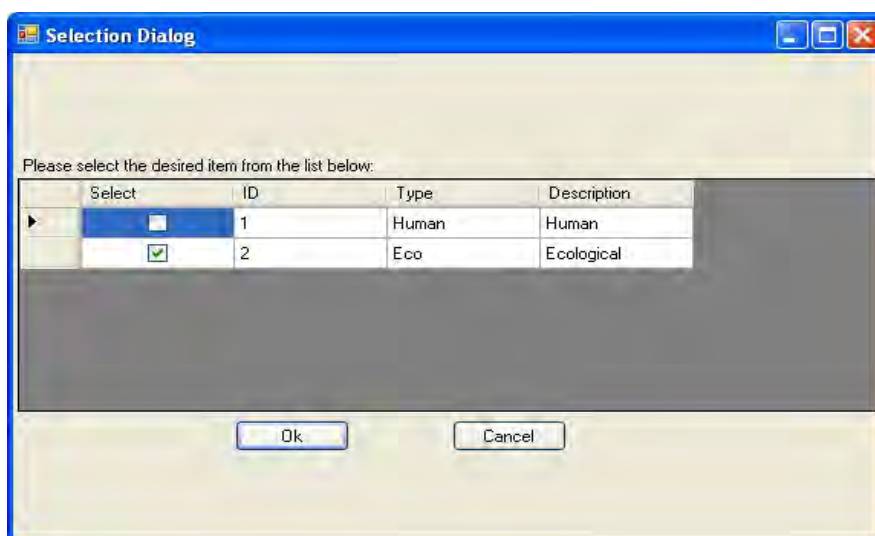 Selection Dialog
Please select the desired item from the list below:
Select ID Type Description
1 Human Human
2 Eco Ecological
Ok Cancel